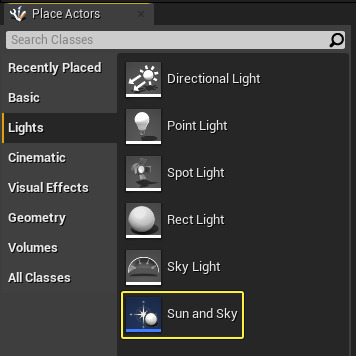 Place Actors
Search Classes
Recently Placed
Basic
Lights
Cinematic
Visual Effects
Geometry
Volumes
All Classes
Directional Light
Point Light
Spot Light
Rect Light
Sky Light
Sun and Sky